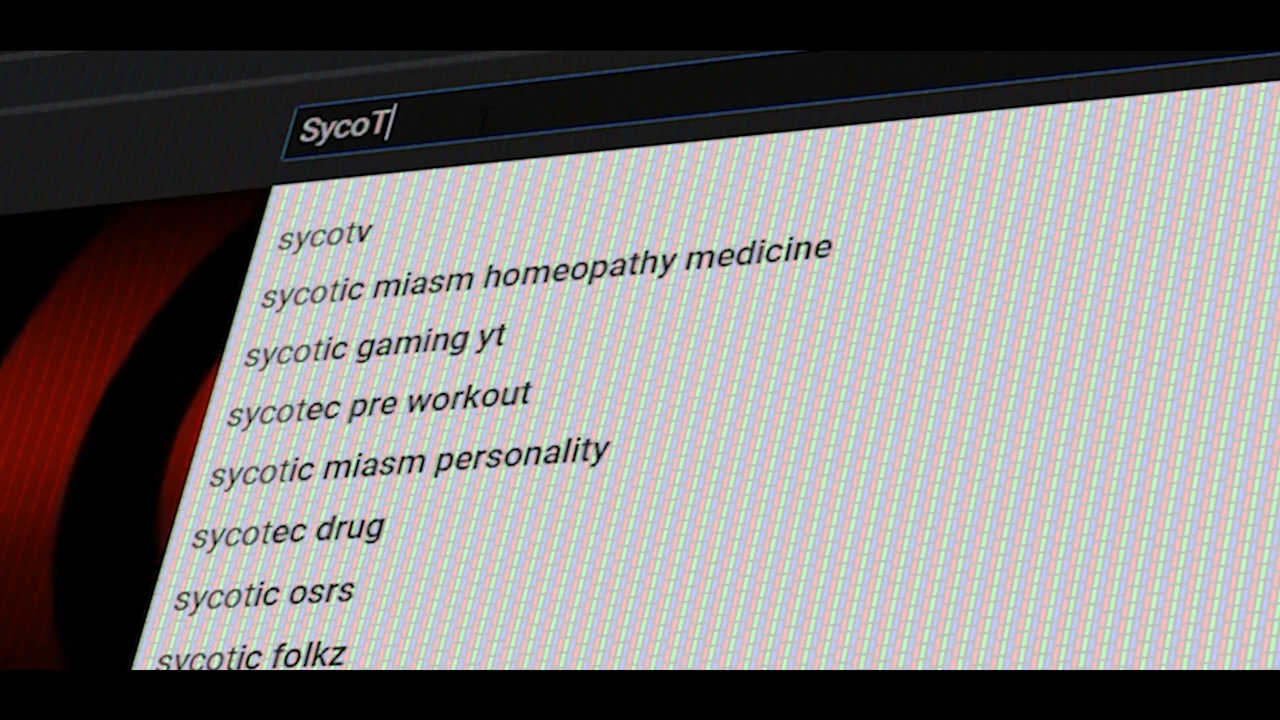 SycoT
sycotv
sycotic miasm homeopathy medicine
sycotic gaming yt
sycotec pre workout
sycotic miasm personality
sycotec drug
sycotic osrs
sycotic folkz